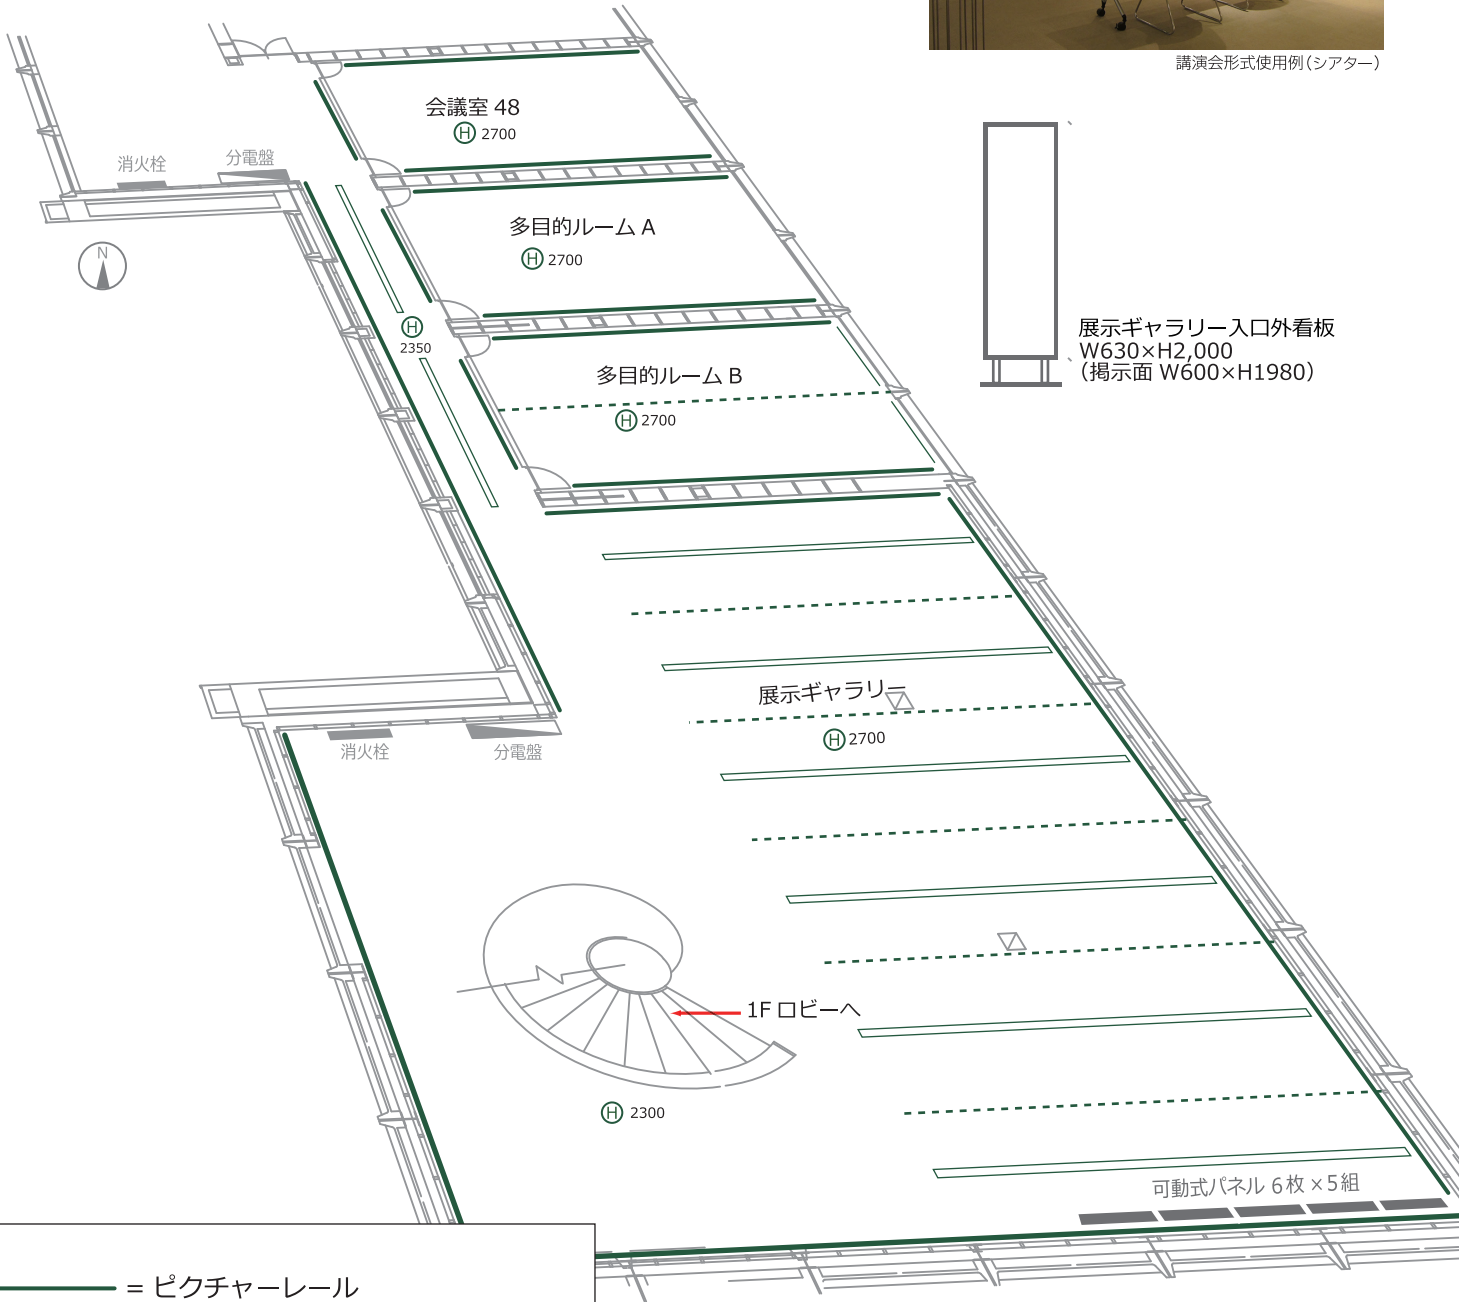 講演会形式使用例（シアター）
会議室 48
H 2700
消火栓
分電盤
多目的ルーム A
H 2700
N
H
2350
展示ギャラリー入口外看板
W630×H2,000
（掲示面 W600×H1980）
多目的ルーム B
H 2700
展示ギャラリー
H 2700
消火栓
分電盤
1F ロビーへ
H 2300
可動式パネル 6 枚 × 5 組
= ピクチャーレール